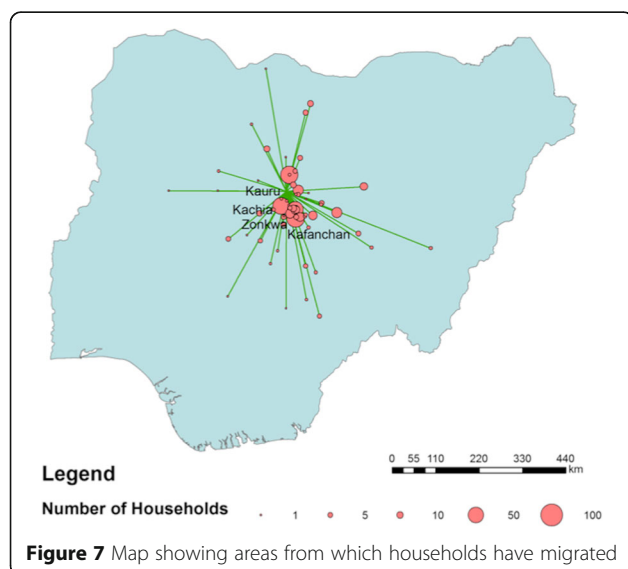 Kauru
Kachia
Zonkwa
Kafanchan
0 55 110 220 330 440
km
Legend
Number of Households 1 5 10 50 100
Figure 7 Map showing areas from which households have migrated